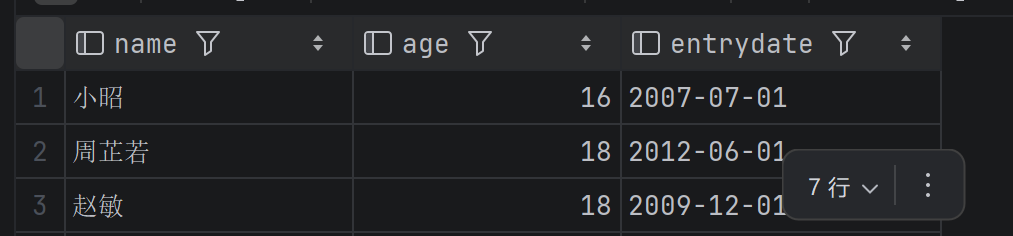 name age entrydate
1 小昭 16 2007-07-01
2 周芷若 18 2012-06-01
7 行
3 赵敏 18 2009-12-01